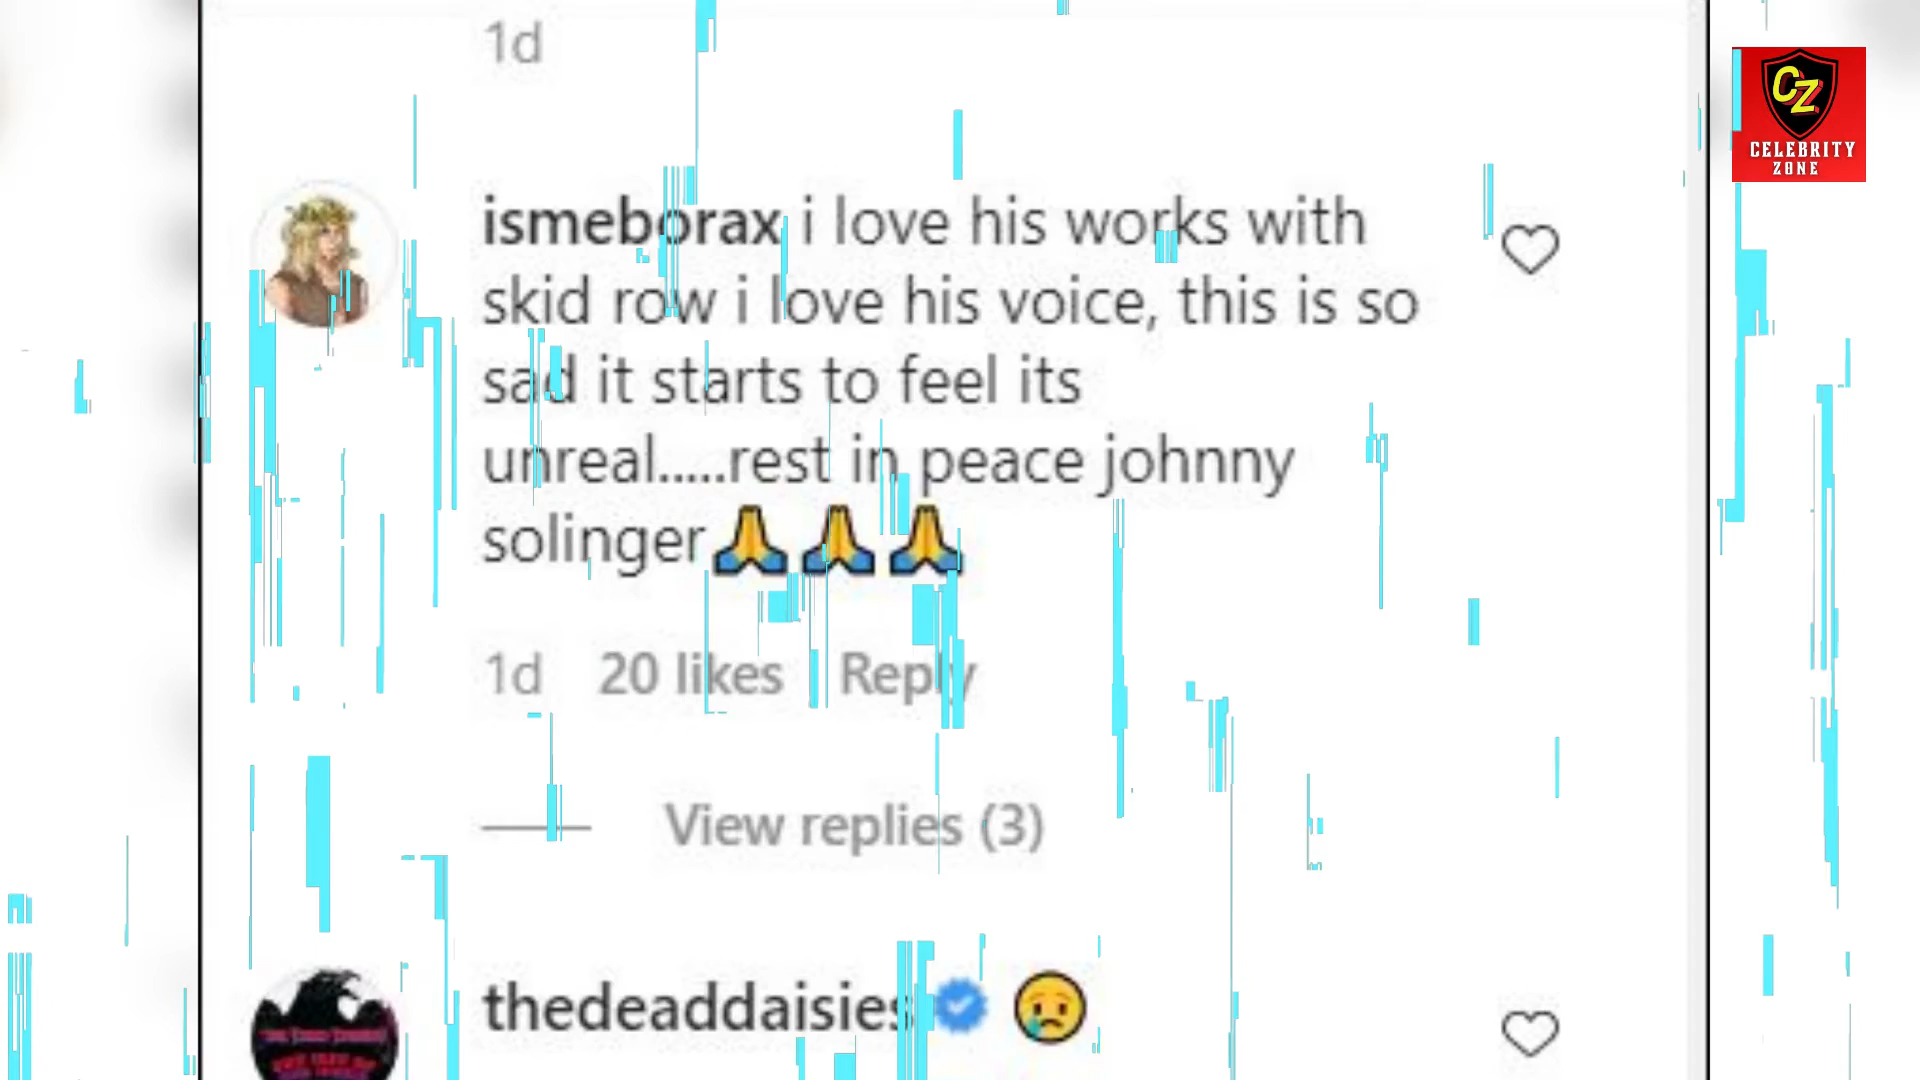 1d
CZ
CELEBRITY
ZONE
ismeborax i love his works with
skid row i love his voice, this is so
sad it starts to feel its
unreal.....rest in peace johnny
solinger🙏🙏🙏
1d 20 likes Reply
View replies (3)
thedeaddaisies 😢